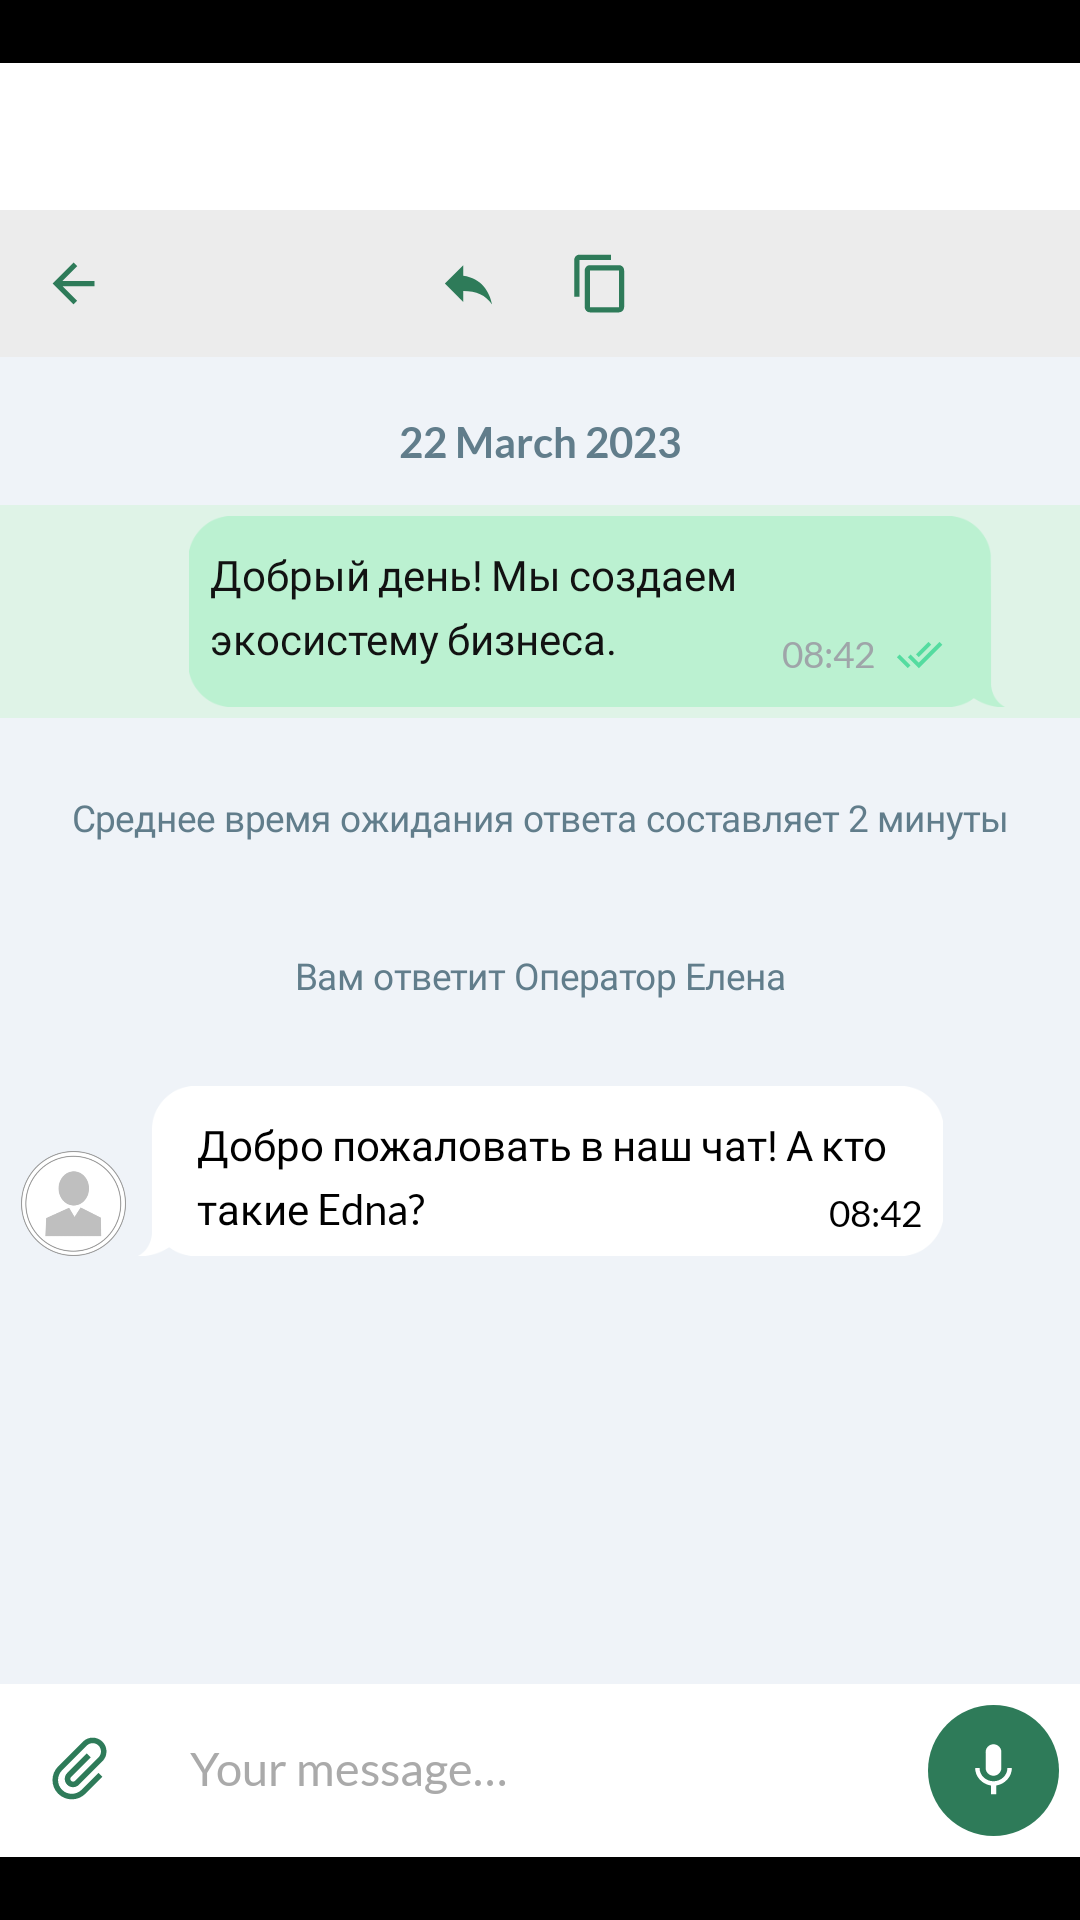 22 March 2023
Добрый день! Мы создаем
экосистему бизнеса.
08:42
Среднее время ожидания ответа составляет 2 минуты
Вам ответит Оператор Елена
Добро пожаловать в наш чат! А кто
такие Edna?
08:42
Your message...